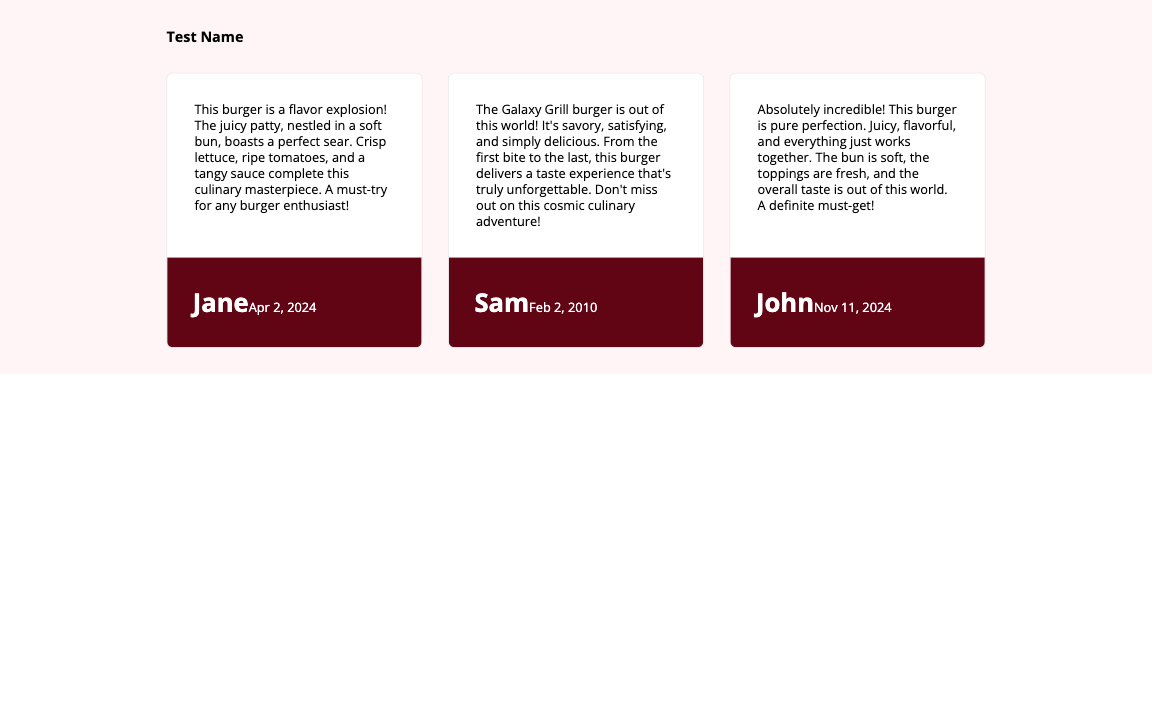 Test Name
This burger is a flavor explosion!
The juicy patty, nestled in a soft
bun, boasts a perfect sear. Crisp
lettuce, ripe tomatoes, and a
tangy sauce complete this
culinary masterpiece. A must-try
for any burger enthusiast!
Jane Apr 2, 2024
The Galaxy Grill burger is out of
this world! It's savory, satisfying,
and simply delicious. From the
first bite to the last, this burger
delivers a taste experience that's
truly unforgettable. Don't miss
out on this cosmic culinary
adventure!
Sam Feb 2, 2010
Absolutely incredible! This burger
is pure perfection. Juicy, flavorful,
and everything just works
together. The bun is soft, the
toppings are fresh, and the
overall taste is out of this world.
A definite must-get!
John Nov 11, 2024